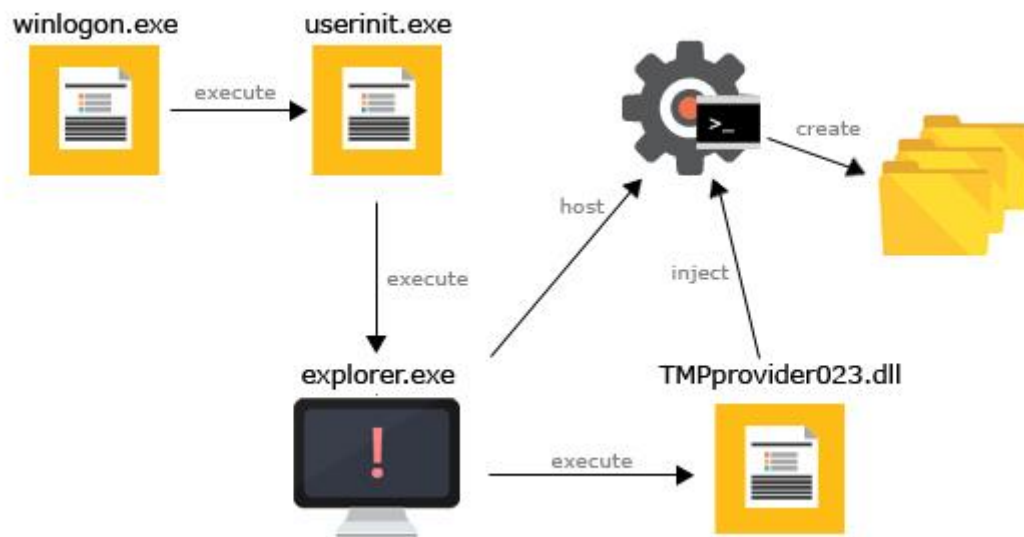 winlogon.exe
userinit.exe
execute
>_
create
host
execute
inject
explorer.exe
TMPprovider023.dll
!
execute